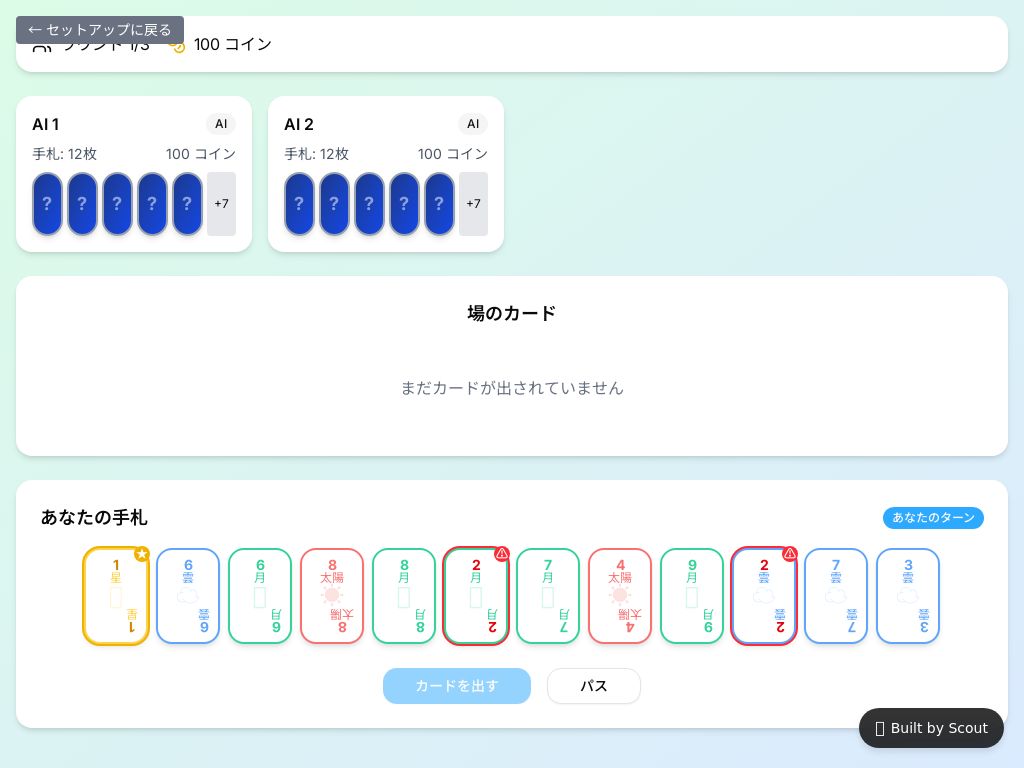 ← セットアップに戻る
ラウンド 1/3 100 コイン
AI 1 AI
手札: 12枚 100 コイン
? ? ? ? ? +7
AI 2 AI
手札: 12枚 100 コイン
? ? ? ? ? +7
場のカード
まだカードが出されていません
あなたの手札 あなたのターン
1 6 6 8 8 2 7 4 9 2 7 3
星 雲 月 太陽 月 月 月 太陽 月 雲 雲 雲
星 雲 月 太陽 月 月 月 太陽 月 雲 雲 雲
1 6 6 8 8 2 7 4 9 2 7 3
カードを出す パス
Built by Scout